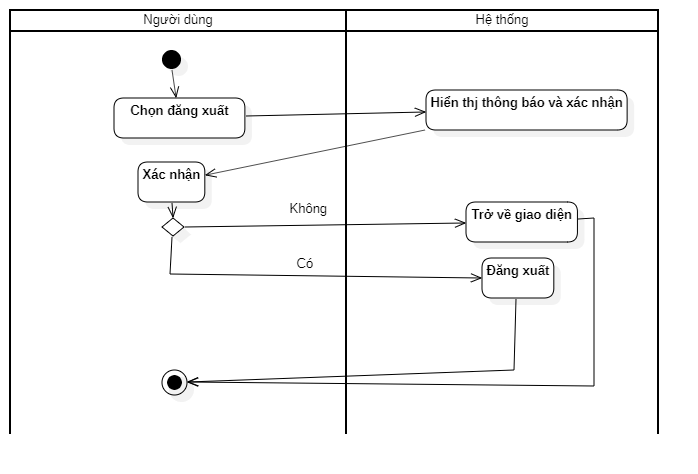 Người dùng
Hệ thống
Chọn đăng xuất
Hiển thị thông báo và xác nhận
Xác nhận
Không
Trở về giao diện
Có
Đăng xuất